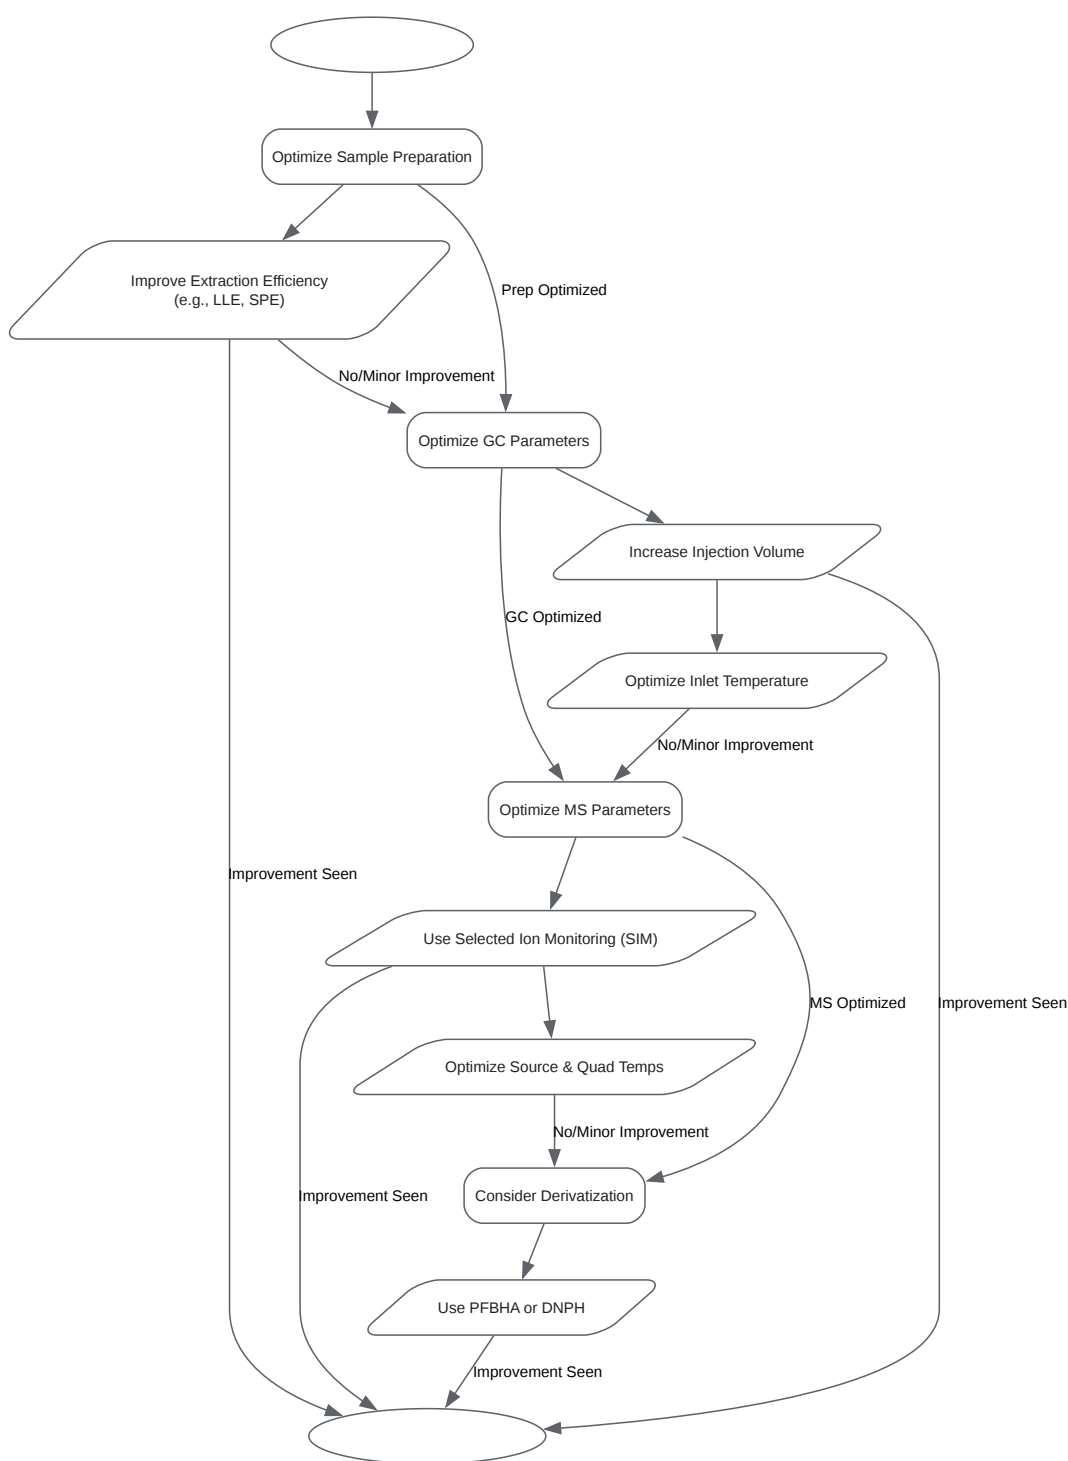 Optimize Sample Preparation
Improve Extraction Efficiency
(e.g., LLE, SPE)
Prep Optimized
No/Minor Improvement
Optimize GC Parameters
Increase Injection Volume
GC Optimized
Optimize Inlet Temperature
No/Minor Improvement
Optimize MS Parameters
Improvement Seen
Use Selected Ion Monitoring (SIM)
MS Optimized
Improvement Seen
Optimize Source & Quad Temps
No/Minor Improvement
Improvement Seen
Consider Derivatization
Use PFBHA or DNPH
Improvement Seen